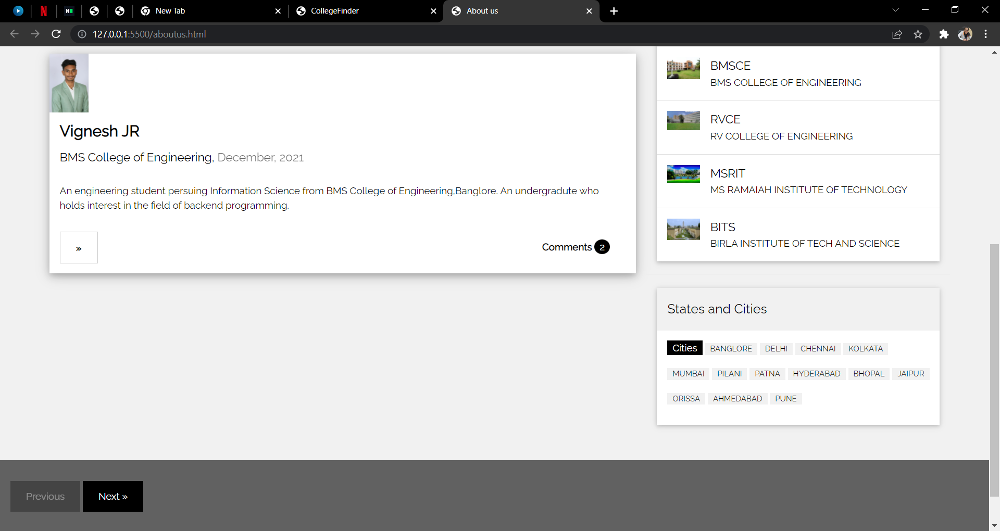 New Tab
CollegeFinder
About us
127.0.0.1:5500/aboutus.html
Vignesh JR
BMS College of Engineering, December, 2021
An engineering student persuing Information Science from BMS College of Engineering,Banglore. An undergradute who
holds interest in the field of backend programming.
»
Comments 2
BMSCE
BMS COLLEGE OF ENGINEERING
RVCE
RV COLLEGE OF ENGINEERING
MSRIT
MS RAMAIAH INSTITUTE OF TECHNOLOGY
BITS
BIRLA INSTITUTE OF TECH AND SCIENCE
States and Cities
Cities BANGLORE DELHI CHENNAI KOLKATA
MUMBAI PILANI PATNA HYDERABAD BHOPAL JAIPUR
ORISSA AHMEDABAD PUNE
Previous Next »